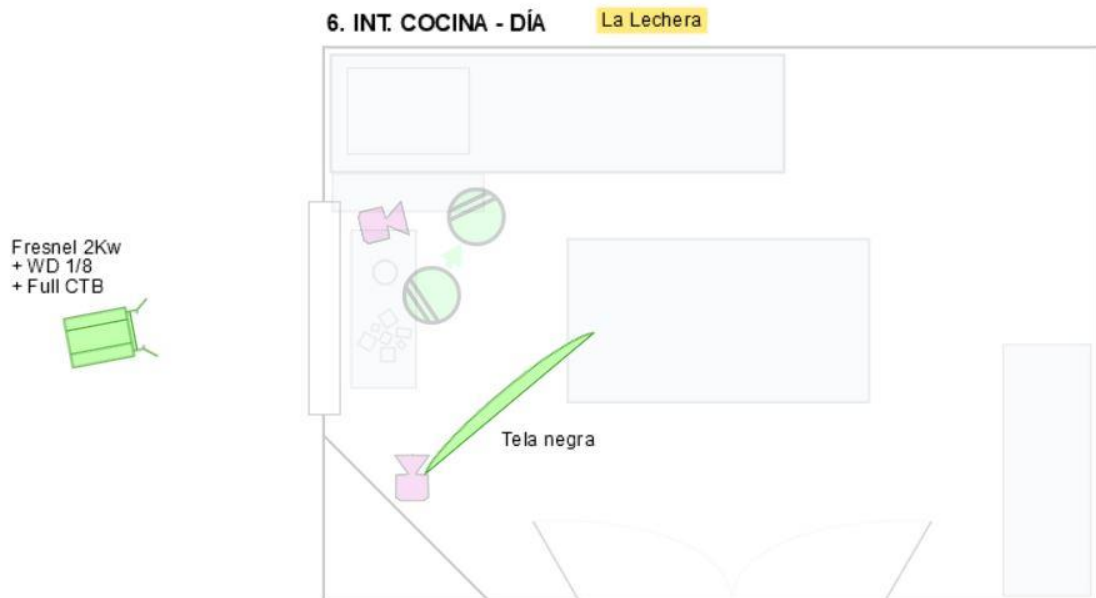 6. INT. COCINA - DÍA
La Lechera
Fresnel 2Kw
+ WD 1/8
+ Full CTB
Tela negra